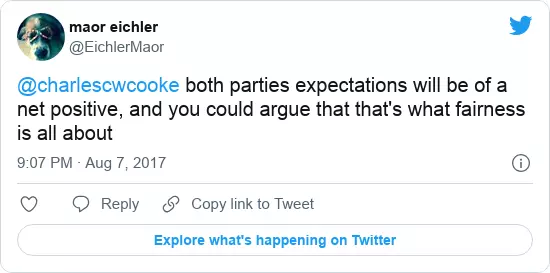 maor eichler
@EichlerMaor
@charlescwcooke both parties expectations will be of a
net positive, and you could argue that that's what fairness
is all about
9:07 PM · Aug 7, 2017
Reply
Copy link to Tweet
Explore what's happening on Twitter